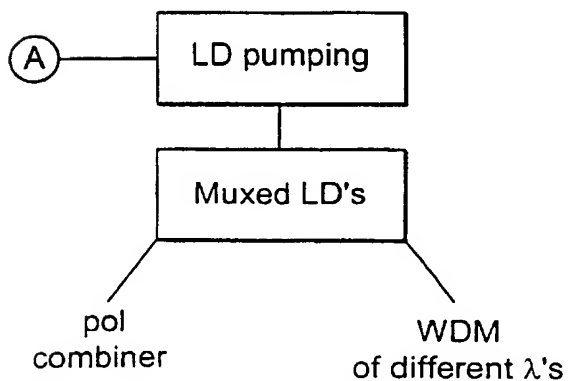 A
LD pumping
Muxed LD's
pol
combiner
WDM
of different λ's